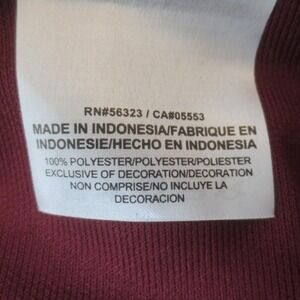 RN#56323 / CA#05553
MADE IN INDONESIA/FABRIQUE EN
INDONESIE/HECHO EN INDONESIA
100% POLYESTER/POLYESTER/POLIESTER
EXCLUSIVE OF DECORATION/DECORATION
NON COMPRISE/NO INCLUYE LA
DECORACION